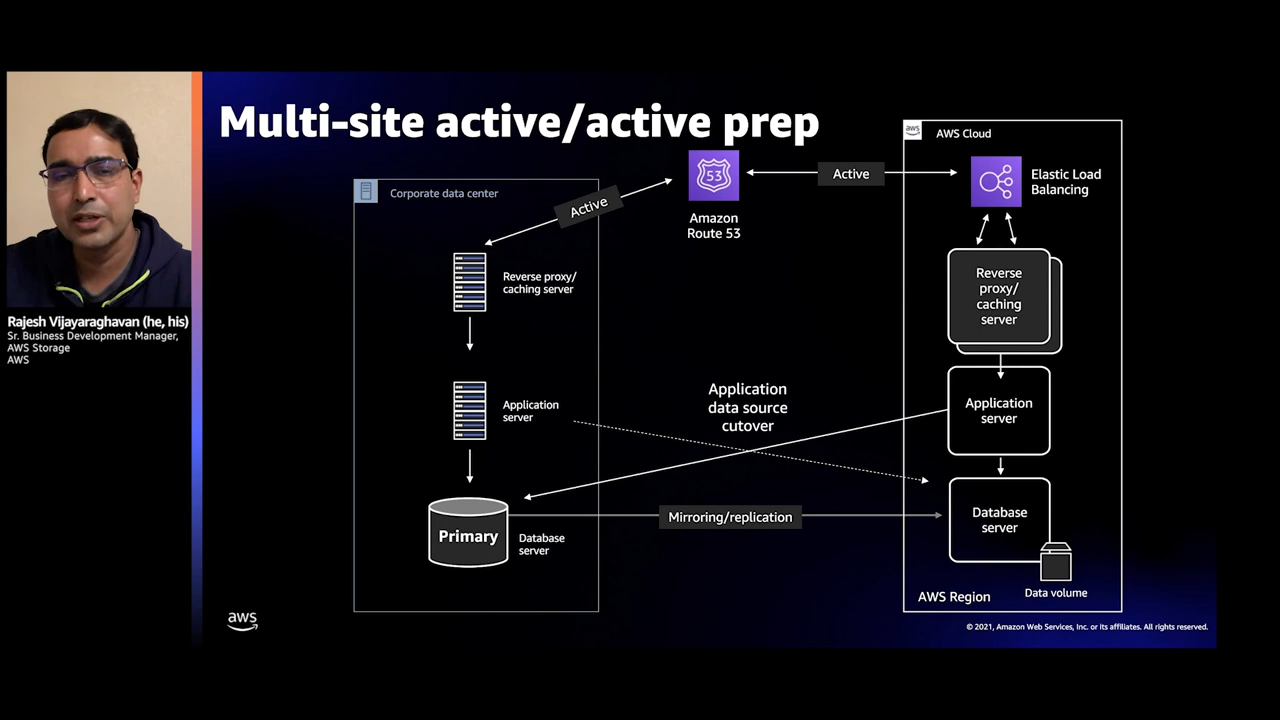 Multi-site active/active prep
Rajesh Vijayaraghavan (he, his)
Sr. Business Development Manager,
AWS Storage
AWS
Corporate data center
Active
53
Amazon
Route 53
Active
aws
AWS Cloud
Elastic Load
Balancing
Reverse proxy/
caching server
Reverse
proxy/
caching
server
Application
server
Application
data source
cutover
Application
server
Primary
Database
server
Mirroring/replication
Database
server
Data volume
AWS Region
aws
© 2021, Amazon Web Services, Inc. or its affiliates. All rights reserved.